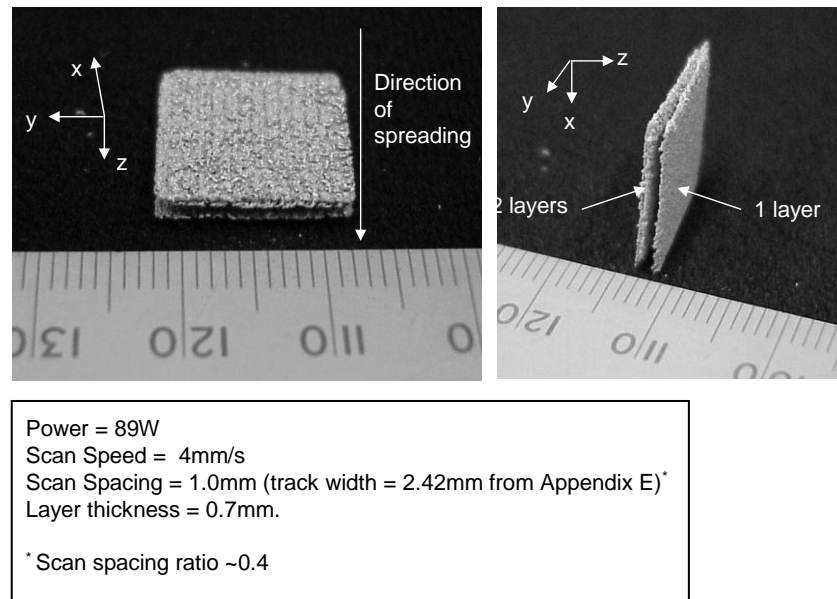 x
y
z
Direction
of
spreading
130 120 110
z
y
x
2 layers
1 layer
120 110 100
Power = 89W
Scan Speed = 4mm/s
Scan Spacing = 1.0mm (track width = 2.42mm from Appendix E)*
Layer thickness = 0.7mm.
* Scan spacing ratio ~0.4